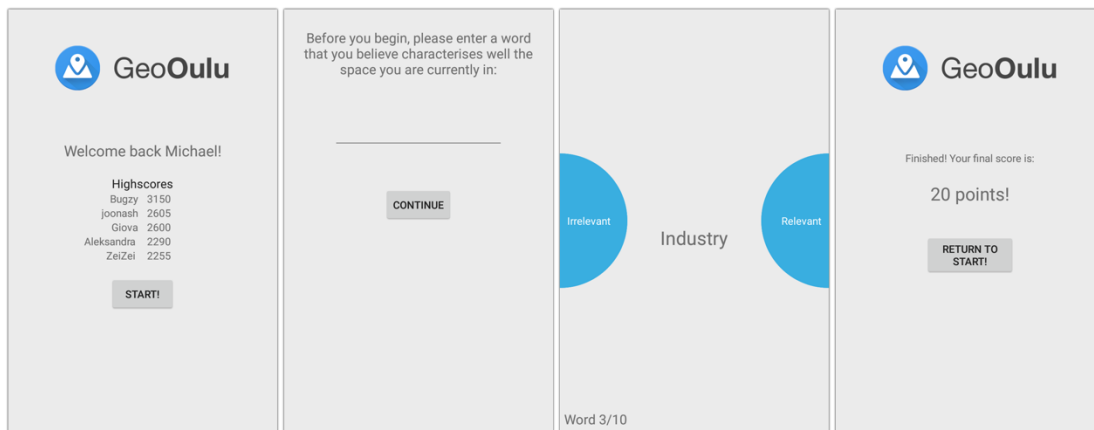 GeoOulu
Welcome back Michael!
Highscores
Bugzy 3150
joonash 2605
Giova 2600
Aleksandra 2290
ZeiZei 2255
START!
Before you begin, please enter a word
that you believe characterises well the
space you are currently in:
CONTINUE
Irrelevant
Industry
Relevant
Word 3/10
GeoOulu
Finished! Your final score is:
20 points!
RETURN TO
START!